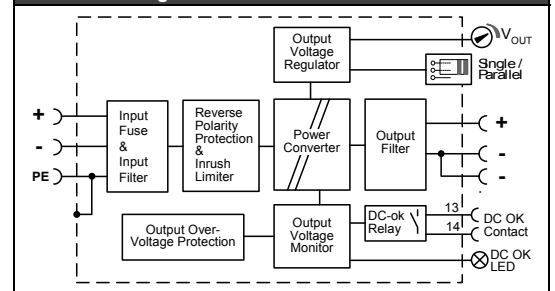 Output
Voltage
Regulator
VOUT
Single /
Parallel
+
-
PE
Input
Fuse
&
Input
Filter
Reverse
Polarity
Protection
&
Inrush
Limiter
Power
Converter
Output
Filter
+
-
-
Output Over-
Voltage Protection
Output
Voltage
Monitor
DC-ok
Relay
13
14
DC OK
Contact
DC OK
LED